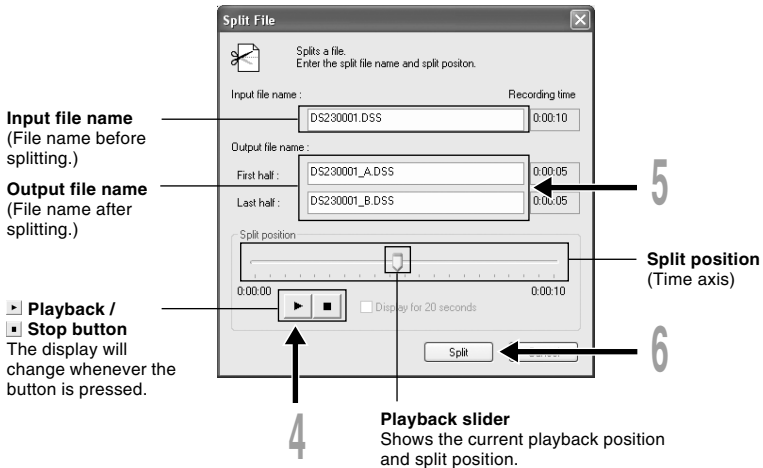 Split File
Splits a file.
Enter the split file name and split positon.
Input file name :
Recording time
DS230001.DSS
0:00:10
Output file name :
First half :
DS230001_A.DSS
0:00:05
Last half :
DS230001_B.DSS
0:00:05
Split position
0:00:00
0:00:10
Display for 20 seconds
Split
Input file name
(File name before
splitting.)
Output file name
(File name after
splitting.)
Playback /
Stop button
The display will
change whenever the
button is pressed.
5
Split position
(Time axis)
6
4
Playback slider
Shows the current playback position
and split position.